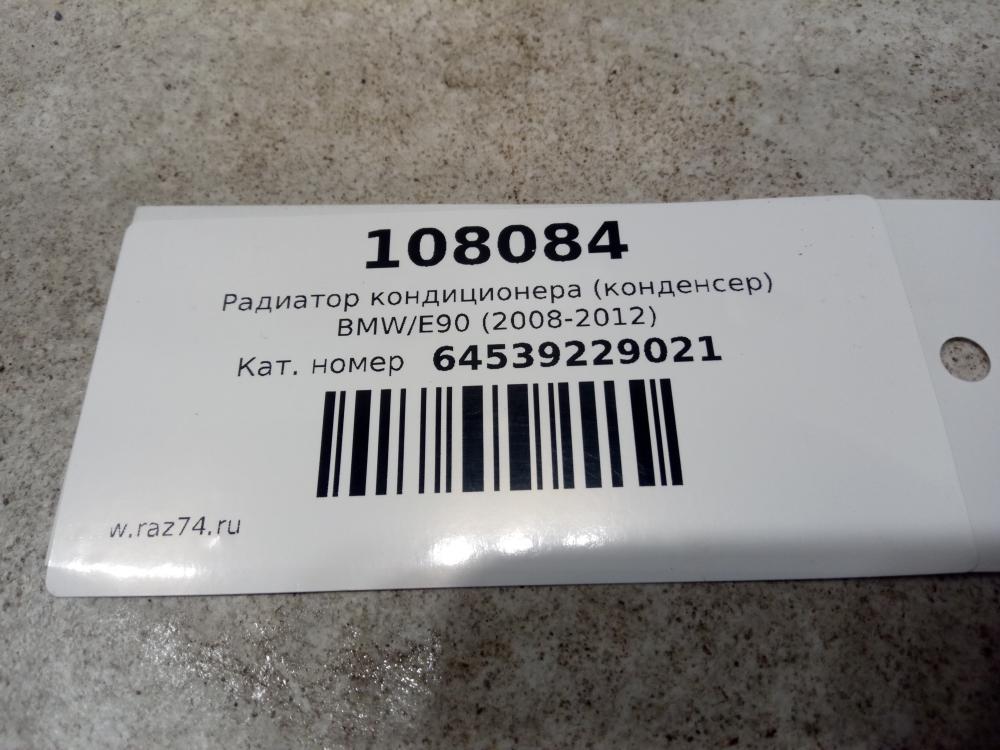 108084
Радиатор кондиционера (конденсер)
BMW/E90 (2008-2012)
Кат. номер 64539229021
w.raz74.ru